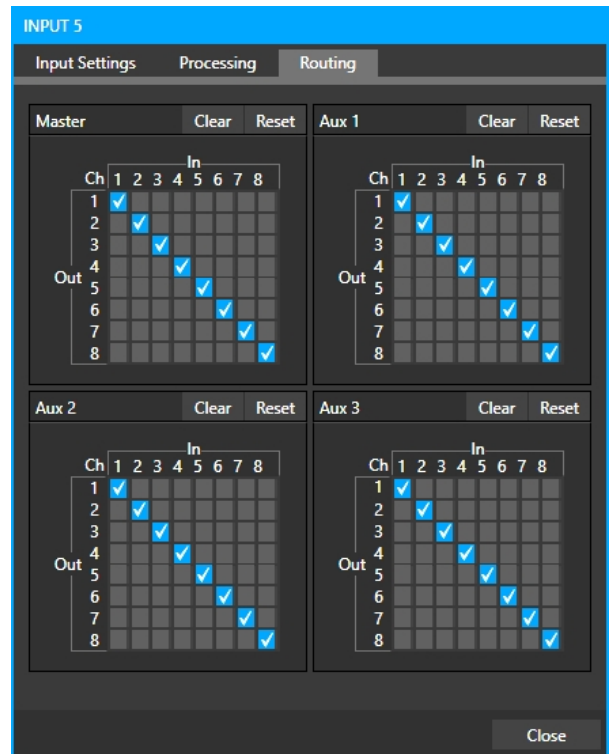 INPUT 5
Input Settings Processing Routing
Master Clear Reset
In
Ch 1 2 3 4 5 6 7 8
1
2
3
4
Out
5
6
7
8
Aux 1 Clear Reset
In
Ch 1 2 3 4 5 6 7 8
1
2
3
4
Out
5
6
7
8
Aux 2 Clear Reset
In
Ch 1 2 3 4 5 6 7 8
1
2
3
4
Out
5
6
7
8
Aux 3 Clear Reset
In
Ch 1 2 3 4 5 6 7 8
1
2
3
4
Out
5
6
7
8
Close